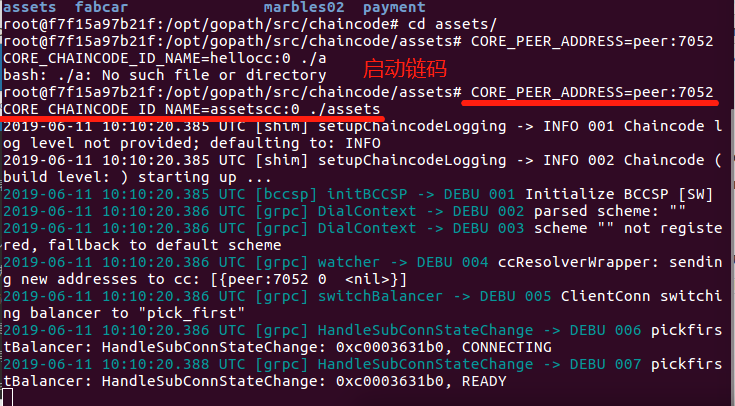 assets  fabcar          marbles02  payment
root@f7f15a97b21f:/opt/gopath/src/chaincode# cd assets/
root@f7f15a97b21f:/opt/gopath/src/chaincode/assets# CORE_PEER_ADDRESS=peer:7052
CORE_CHAINCODE_ID_NAME=hellocc:0 ./a
bash: ./a: No such file or directory
启动链码
root@f7f15a97b21f:/opt/gopath/src/chaincode/assets# CORE_PEER_ADDRESS=peer:7052
CORE_CHAINCODE_ID_NAME=assetscc:0 ./assets
2019-06-11 10:10:20.385 UTC [shim] setupChaincodeLogging -> INFO 001 Chaincode l
og level not provided; defaulting to: INFO
2019-06-11 10:10:20.385 UTC [shim] setupChaincodeLogging -> INFO 002 Chaincode (
build level: ) starting up ...
2019-06-11 10:10:20.385 UTC [bccsp] initBCCSP -> DEBU 001 Initialize BCCSP [SW]
2019-06-11 10:10:20.386 UTC [grpc] DialContext -> DEBU 002 parsed scheme: ""
2019-06-11 10:10:20.386 UTC [grpc] DialContext -> DEBU 003 scheme "" not registe
red, fallback to default scheme
2019-06-11 10:10:20.386 UTC [grpc] watcher -> DEBU 004 ccResolverWrapper: sendin
g new addresses to cc: [{peer:7052 0  <nil>}]
2019-06-11 10:10:20.386 UTC [grpc] switchBalancer -> DEBU 005 ClientConn switchi
ng balancer to "pick_first"
2019-06-11 10:10:20.386 UTC [grpc] HandleSubConnStateChange -> DEBU 006 pickfirs
tBalancer: HandleSubConnStateChange: 0xc0003631b0, CONNECTING
2019-06-11 10:10:20.388 UTC [grpc] HandleSubConnStateChange -> DEBU 007 pickfirs
tBalancer: HandleSubConnStateChange: 0xc0003631b0, READY